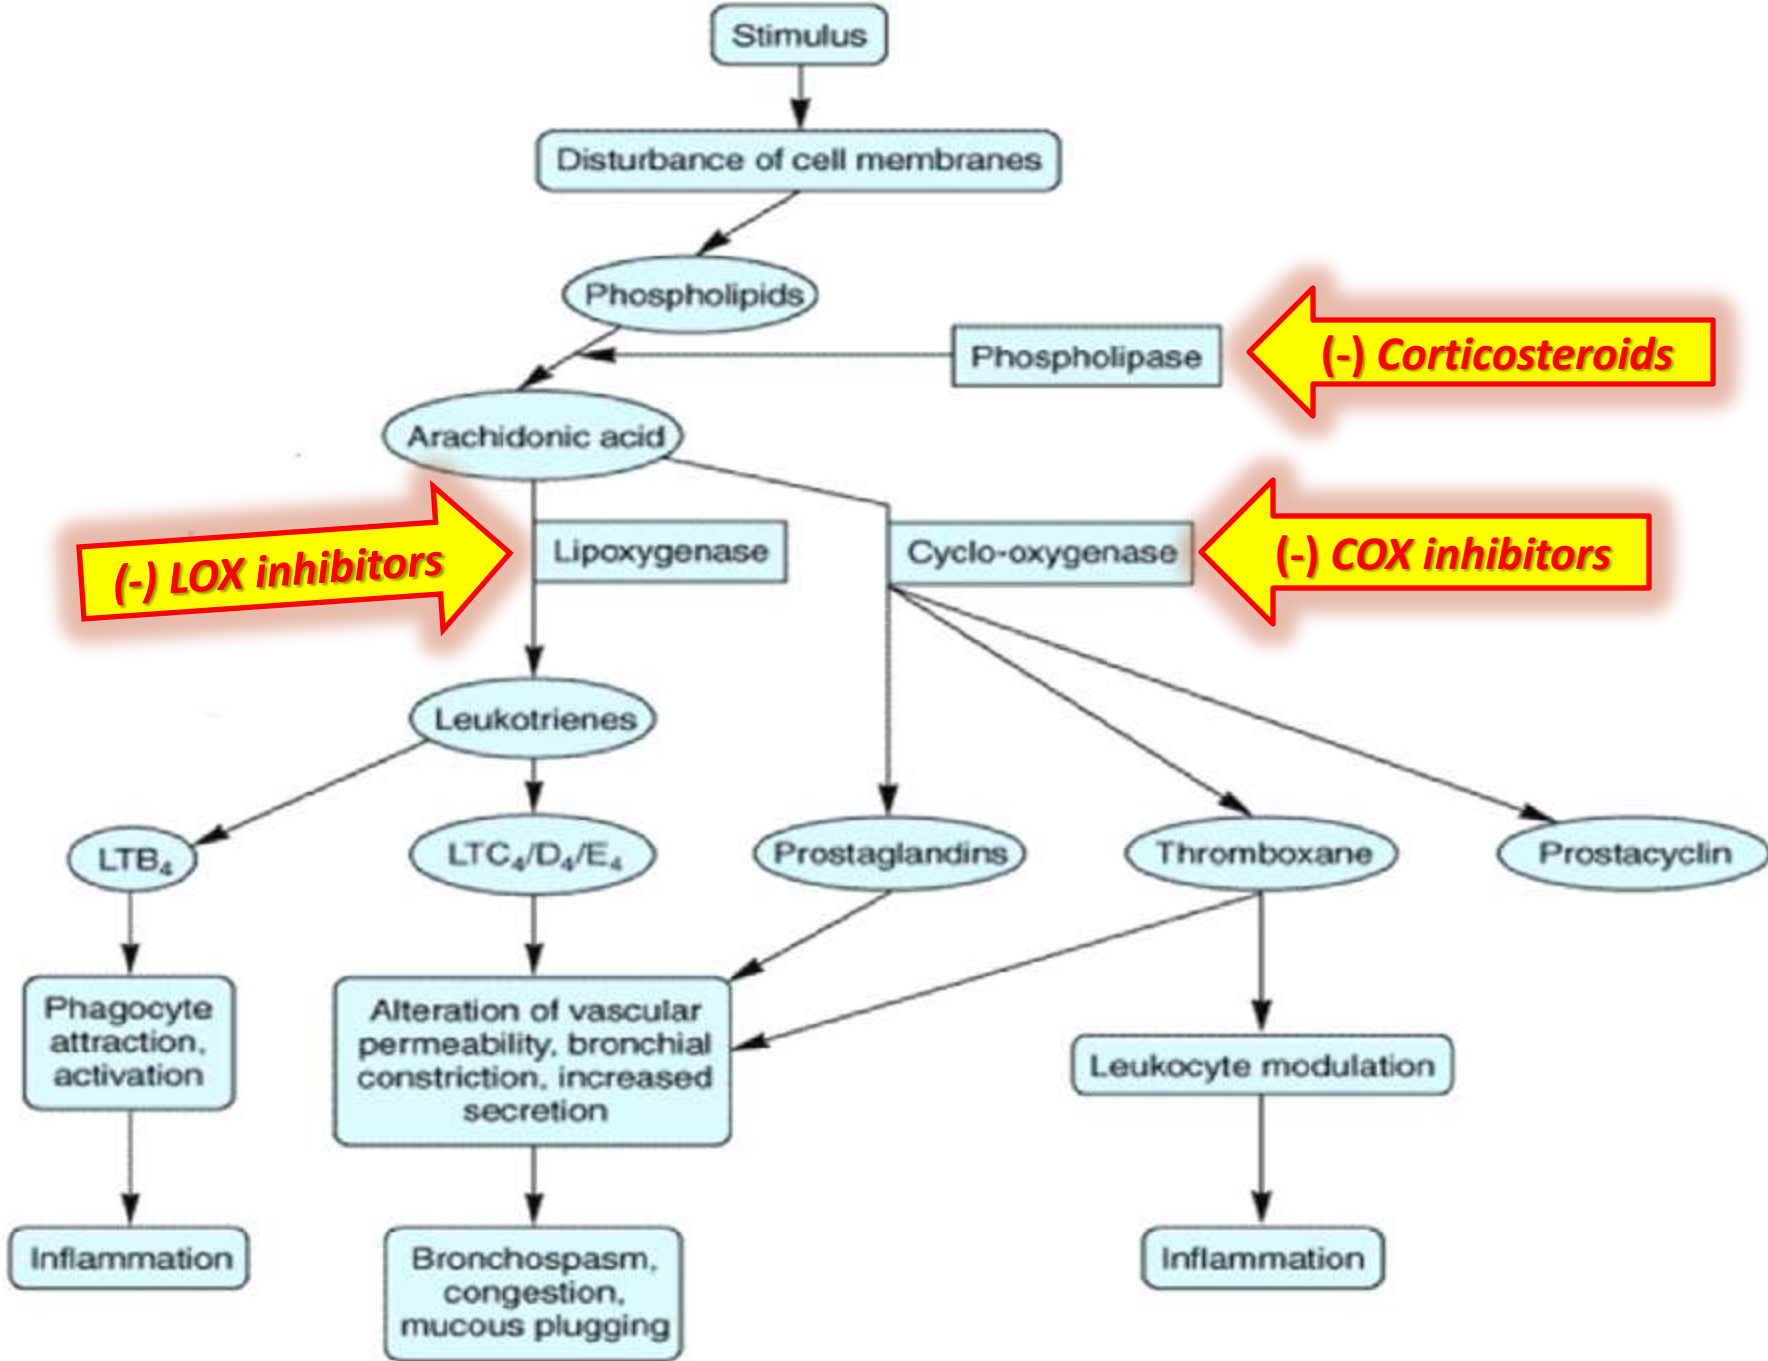 Stimulus
Disturbance of cell membranes
Phospholipids
Phospholipase
(-) Corticosteroids
Arachidonic acid
(-) LOX inhibitors
Lipoxygenase
Cyclo-oxygenase
(-) COX inhibitors
Leukotrienes
LTB₄
LTC₄/D₄/E₄
Prostaglandins
Thromboxane
Prostacyclin
Phagocyte
attraction,
activation
Alteration of vascular
permeability, bronchial
constriction, increased
secretion
Leukocyte modulation
Inflammation
Bronchospasm,
congestion,
mucous plugging
Inflammation